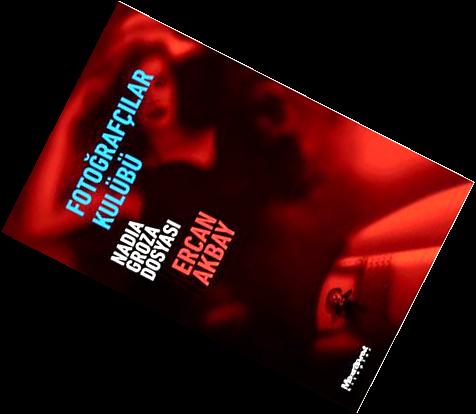 FOTOĞRAFÇILAR
KULÜBÜ
NADIA
GROZA
DOSYASI
ERCAN
AKBAY